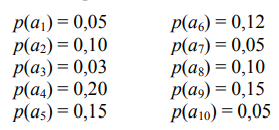 p(a₁) = 0,05 p(a₆) = 0,12
p(a₂) = 0,10 p(a₇) = 0,05
p(a₃) = 0,03 p(a₈) = 0,10
p(a₄) = 0,20 p(a₉) = 0,15
p(a₅) = 0,15 p(a₁₀) = 0,05